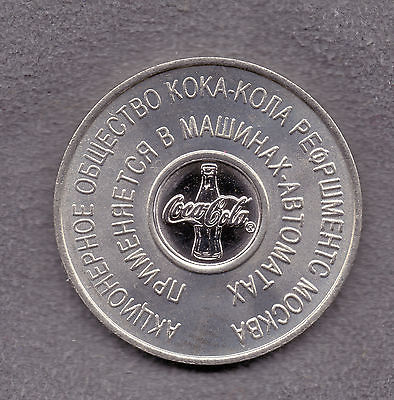 АКЦИОНЕРНОЕ ОБЩЕСТВО КОКА-КОЛА РЕФРШМЕНТС МОСКВА
ПРИМЕНЯЕТСЯ В МАШИНАХ-АВТОМАТАХ
Coca-Cola®